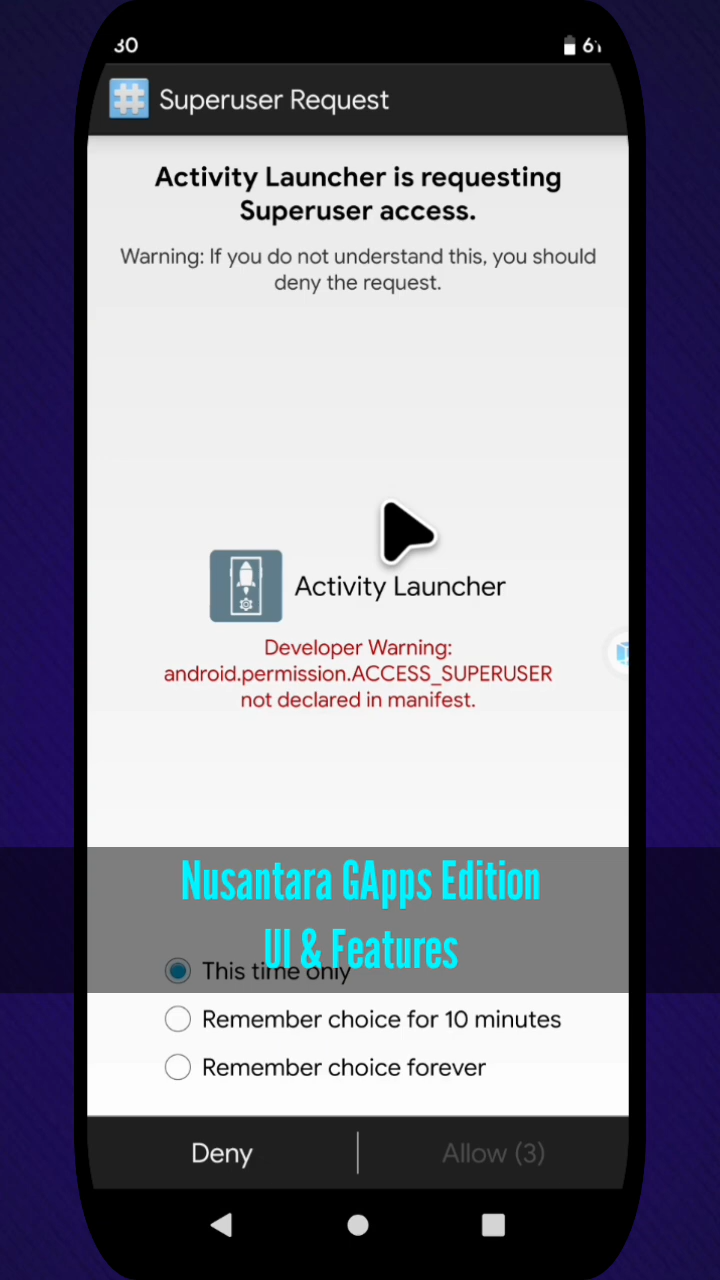 30
Superuser Request
Activity Launcher is requesting
Superuser access.
Warning: If you do not understand this, you should
deny the request.
Activity Launcher
Developer Warning:
android.permission.ACCESS_SUPERUSER
not declared in manifest.
Nusantara GApps Edition
UI & Features
This time only
Remember choice for 10 minutes
Remember choice forever
Deny
Allow (3)